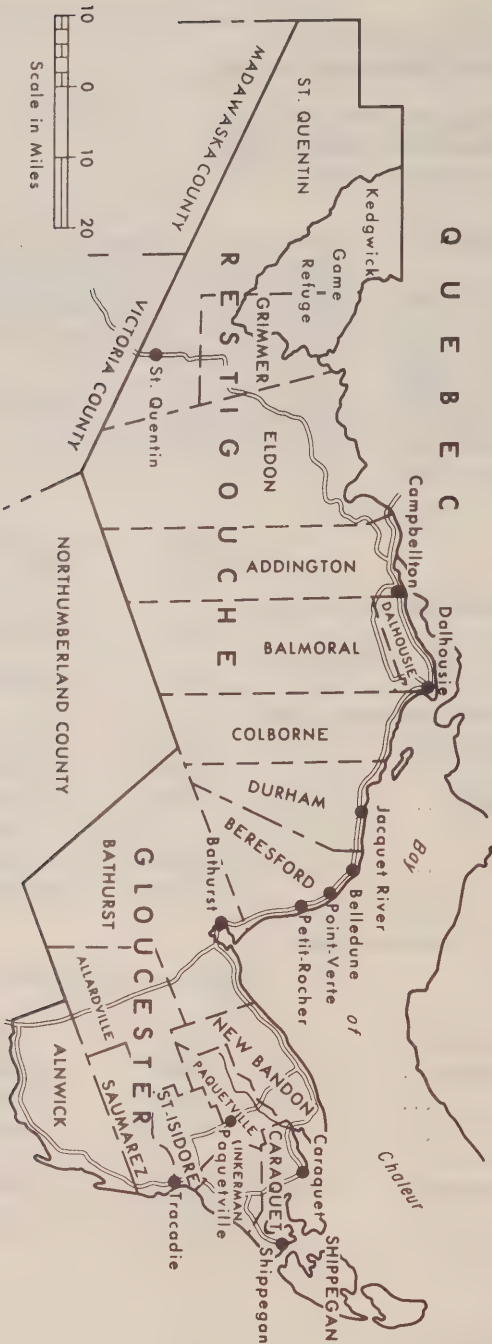 QUEBEC
10 0 10 20
Scale in Miles
MADAWASKA COUNTY
ST. QUENTIN
Kedgwick
Game
Refuge
GRIMMER
VICTORIA COUNTY
St. Quentin
RESTIGOUCHE
ELDON
Campbellton
ADDINGTON
DALHOUSIE
Dalhousie
BALMORAL
COLBORNE
DURHAM
Jacquet River
Belledune
Point-Verte
Petit-Rocher
BERESFORD
Bathurst
Bay
of
Chaleur
NORTHUMBERLAND COUNTY
GLOUCESTER
BATHURST
ALLARDVILLE
ALNWICK
SAUMAREZ
ST-ISIDORE
NEW BANDON
PAQUETVILLE
Paquetville
INKERMAN
CARAQUET
Caraquet
Tracadie
Shippegan
SHIPPEGAN